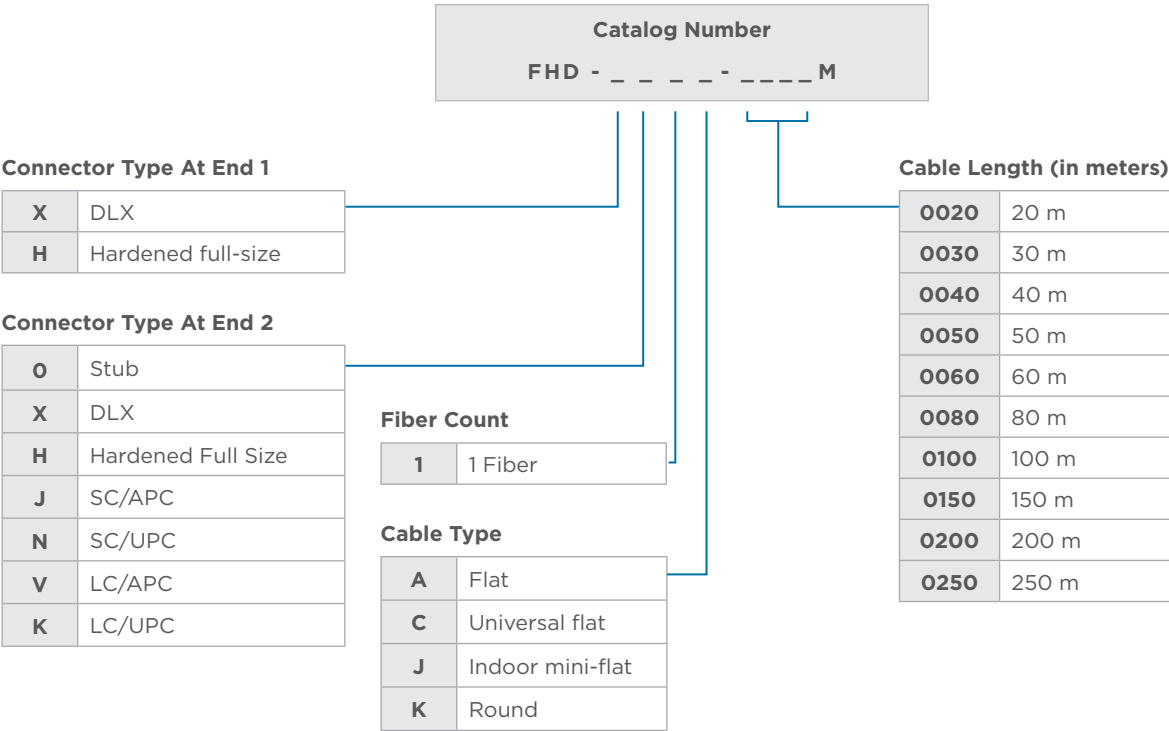 Catalog Number
FHD - _ _ _ _ - _ _ _ _ M
Connector Type At End 1
X DLX
H Hardened full-size
Connector Type At End 2
0 Stub
X DLX
H Hardened Full Size
J SC/APC
N SC/UPC
V LC/APC
K LC/UPC
Fiber Count
1 1 Fiber
Cable Type
A Flat
C Universal flat
J Indoor mini-flat
K Round
Cable Length (in meters)
0020 20 m
0030 30 m
0040 40 m
0050 50 m
0060 60 m
0080 80 m
0100 100 m
0150 150 m
0200 200 m
0250 250 m